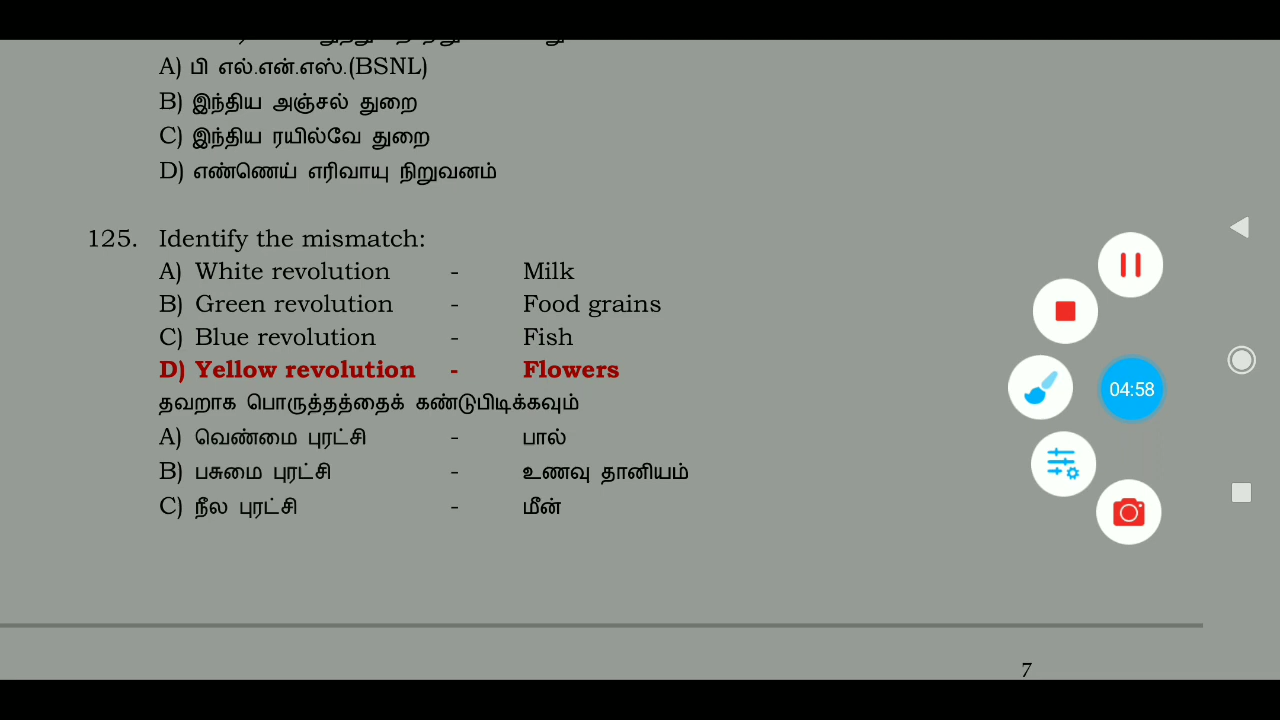 A) பி எல்.என்.எஸ்.(BSNL)
B) இந்திய அஞ்சல் துறை
C) இந்திய ரயில்வே துறை
D) எண்ணெய் எரிவாயு நிறுவனம்
125. Identify the mismatch:
A) White revolution - Milk
B) Green revolution - Food grains
C) Blue revolution - Fish
D) Yellow revolution - Flowers
தவறாக பொருத்தத்தைக் கண்டுபிடிக்கவும்
A) வெண்மை புரட்சி - பால்
B) பசுமை புரட்சி - உணவு தானியம்
C) நீல புரட்சி - மீன்
04:58
7